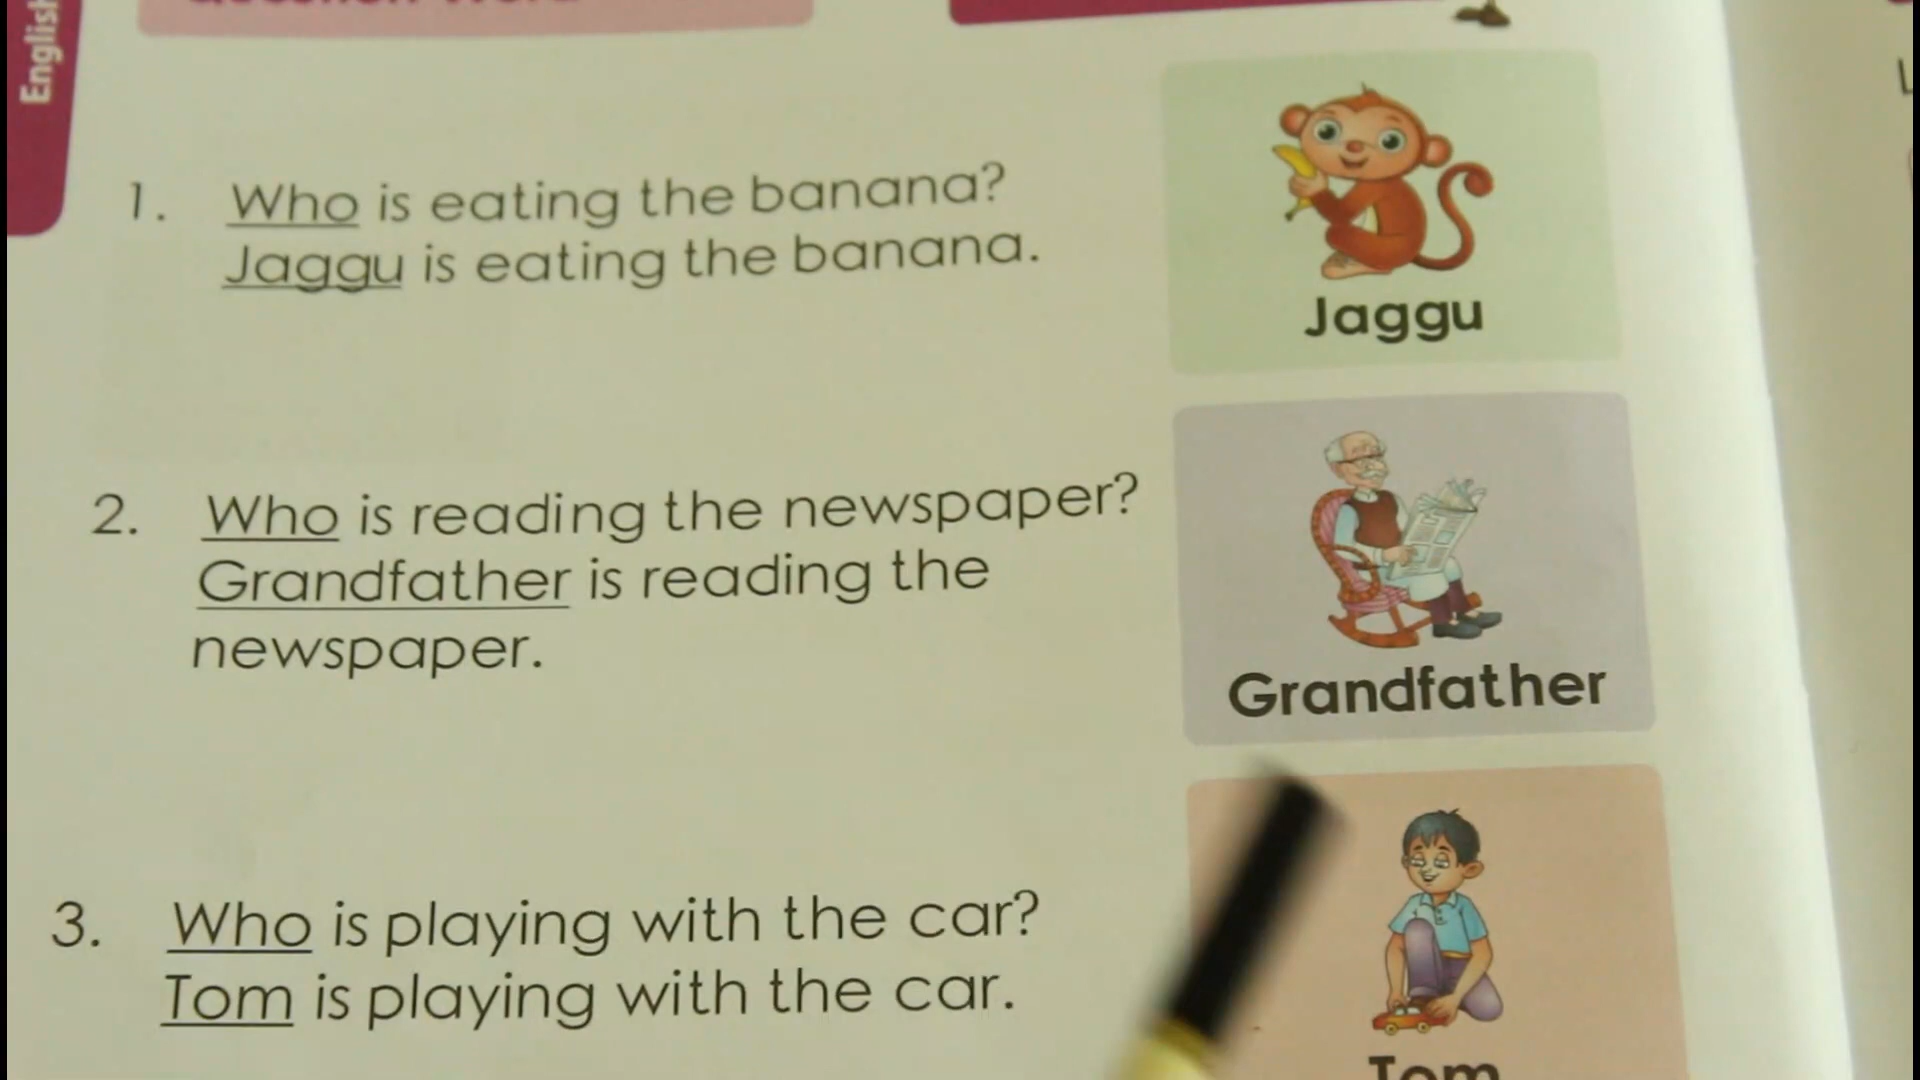 English
1. Who is eating the banana?
Jaggu is eating the banana.
Jaggu
2. Who is reading the newspaper?
Grandfather is reading the
newspaper.
Grandfather
3. Who is playing with the car?
Tom is playing with the car.
Tom